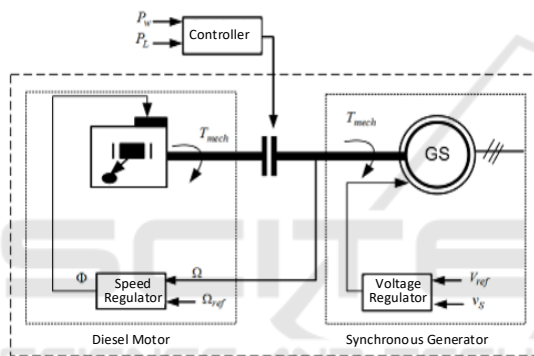 P_w
P_L
Controller
T_mech
T_mech
GS
Φ
Speed
Regulator
Ω
Ω_ref
Voltage
Regulator
V_ref
v_S
Diesel Motor
Synchronous Generator